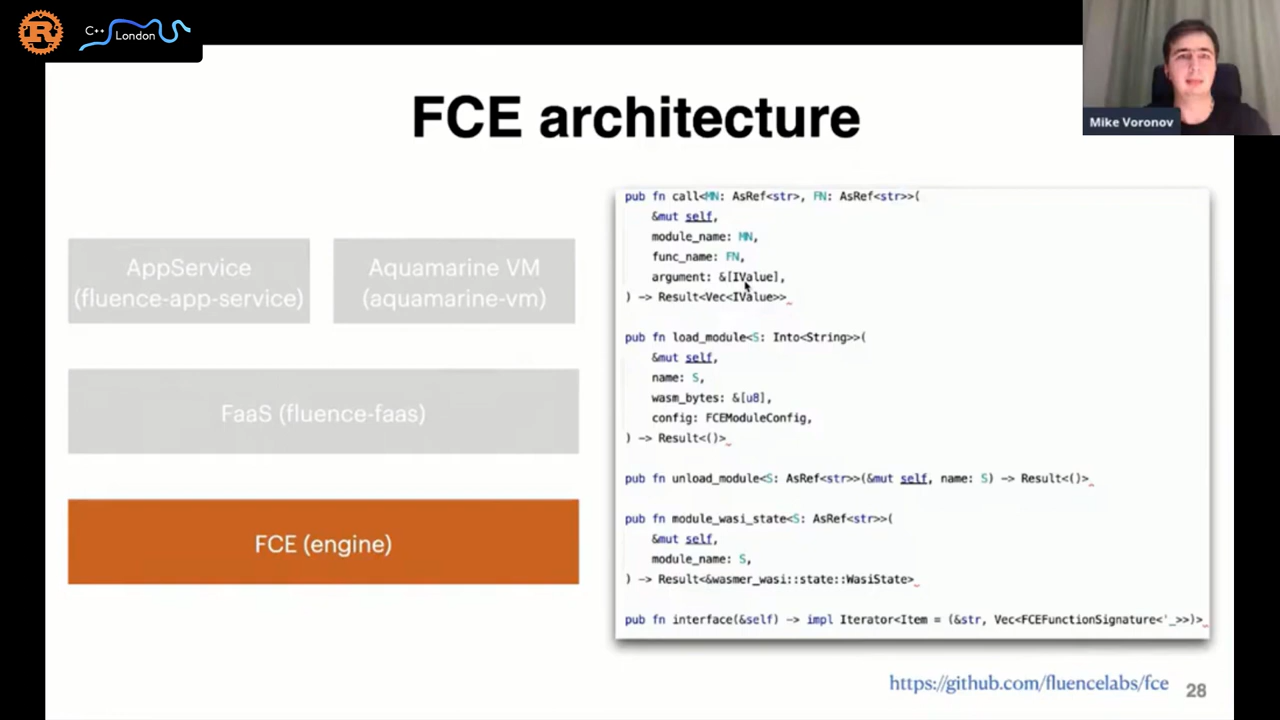 C++
London
Mike Voronov
FCE architecture
AppService
(fluence-app-service)
Aquamarine VM
(aquamarine-vm)
FaaS (fluence-faas)
FCE (engine)
pub fn call<MN: AsRef<str>, FN: AsRef<str>>(
&mut self,
module_name: MN,
func_name: FN,
argument: &[IValue],
) -> Result<Vec<IValue>>
pub fn load_module<S: Into<String>>(
&mut self,
name: S,
wasm_bytes: &[u8],
config: FCEModuleConfig,
) -> Result<()>
pub fn unload_module<S: AsRef<str>>(&mut self, name: S) -> Result<()>
pub fn module_wasi_state<S: AsRef<str>>(
&mut self,
module_name: S,
) -> Result<&wasmer_wasi::state::WasiState>
pub fn interface(&self) -> impl Iterator<Item = (&str, Vec<FCEFunctionSignature<'_>>)>
https://github.com/fluencelabs/fce
28